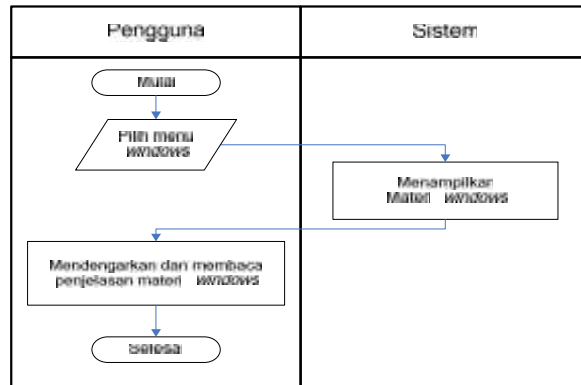 Pengguna
Sistem
Mulai
Pilih menu
windows
Menampilkan
Materi windows
Mendengarkan dan membaca
penjelasan materi windows
Selesai